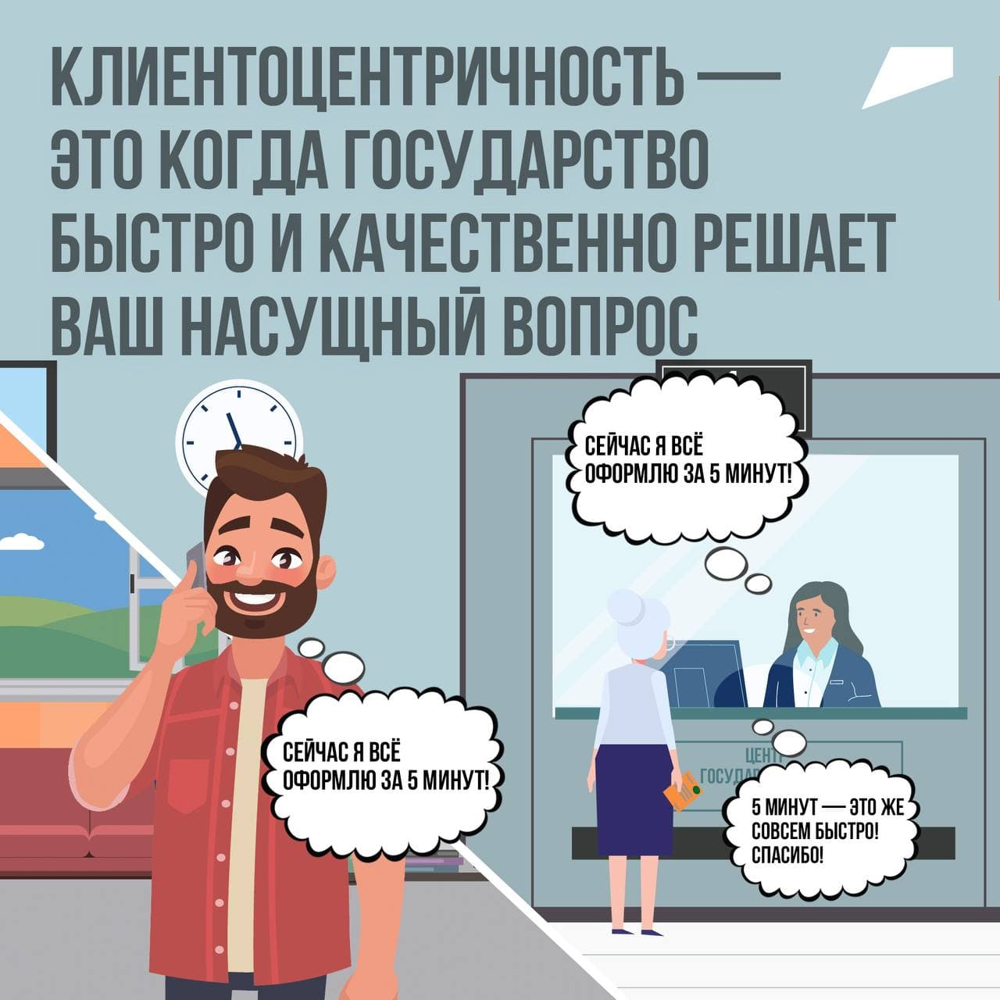 КЛИЕНТОЦЕНТРИЧНОСТЬ —
ЭТО КОГДА ГОСУДАРСТВО
БЫСТРО И КАЧЕСТВЕННО РЕШАЕТ
ВАШ НАСУЩНЫЙ ВОПРОС
СЕЙЧАС Я ВСЁ
ОФОРМЛЮ ЗА 5 МИНУТ!
СЕЙЧАС Я ВСЁ
ОФОРМЛЮ ЗА 5 МИНУТ!
ЦЕНТР
5 МИНУТ — ЭТО ЖЕ
СОВСЕМ БЫСТРО!
СПАСИБО!